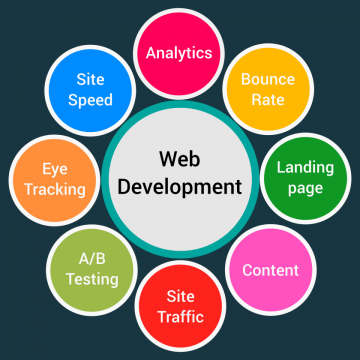 Analytics
Bounce
Rate
Landing
page
Content
Site
Traffic
A/B
Testing
Eye
Tracking
Site
Speed
Web
Development